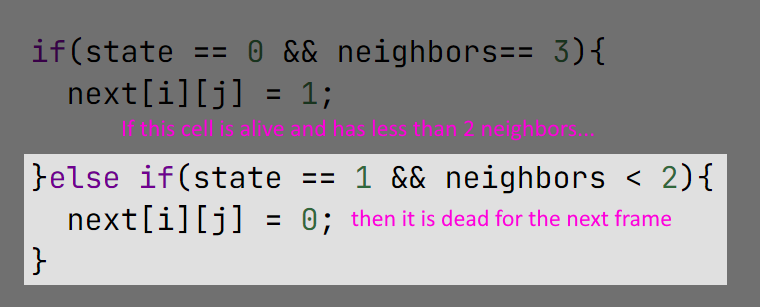 if(state == 0 && neighbors== 3){
next[i][j] = 1;
If this cell is alive and has less than 2 neighbors...
}else if(state == 1 && neighbors < 2){
next[i][j] = 0; then it is dead for the next frame
}